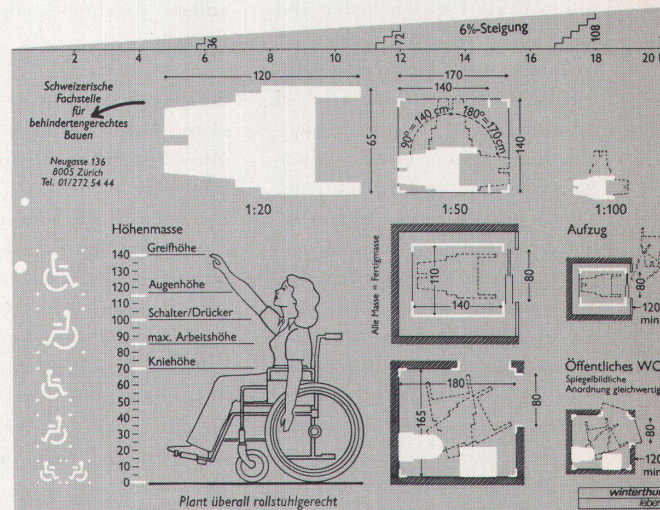 36
72
6%-Steigung
108
2
4
6
8
10
12
14
16
18
20
Schweizerische
Fachstelle
für
behindertengerechtes
Bauen
Neugasse 136
8005 Zürich
Tel. 01/272 54 44
120
65
1:20
170
140
90°=140 cm
180°=170cm
140
1:50
1:100
Höhenmasse
140
130
120
110
100
90
80
70
60
50
40
30
20
10
0
Greifhöhe
Augenhöhe
Schalter/Drücker
max. Arbeitshöhe
Kniehöhe
Plant überall rollstuhlgerecht
Alle Masse = Fertigmasse
110
140
80
180
165
80
Aufzug
80
120
min
Öffentliches WC
Spiegelbildliche
Anordnung gleichwertig
80
120
min
winterthur
leben